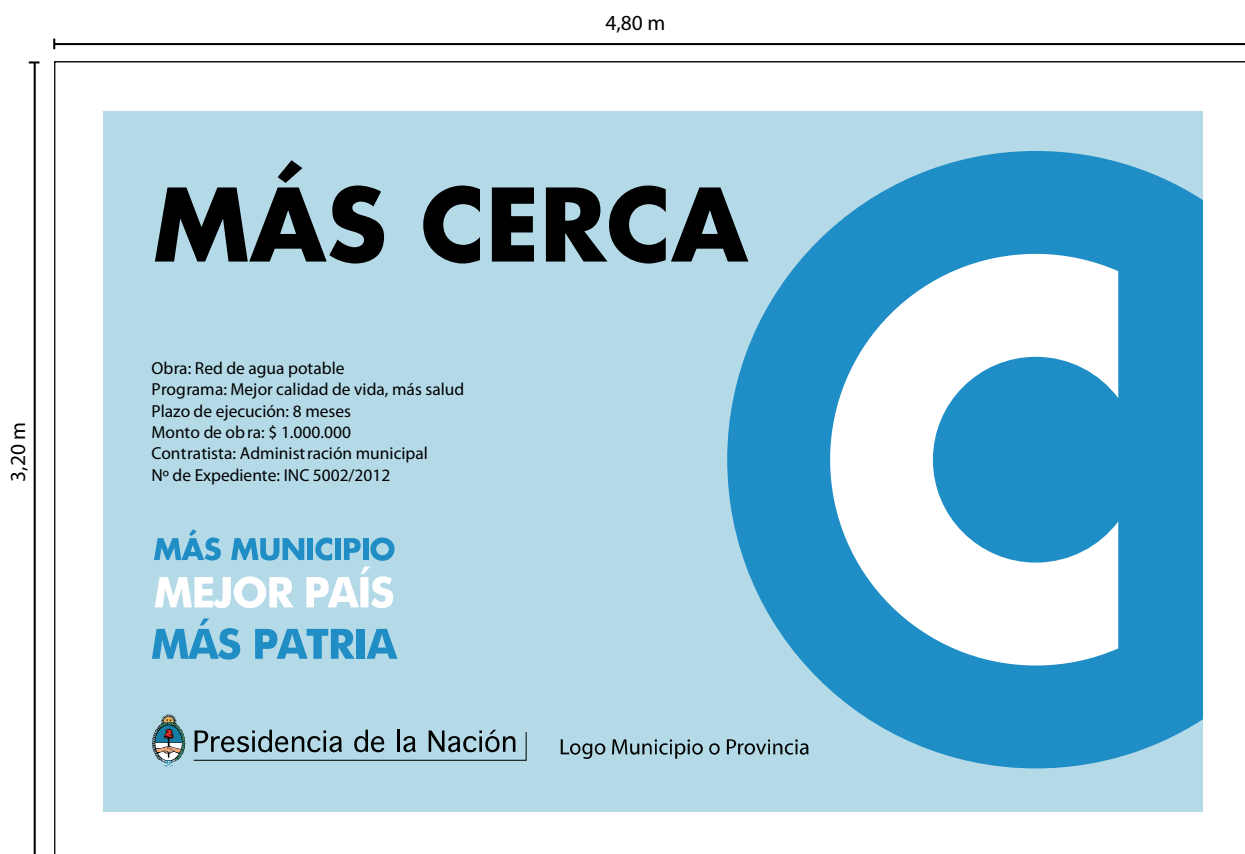 4,80 m
3,20 m
MÁS CERCA
Obra: Red de agua potable
Programa: Mejor calidad de vida, más salud
Plazo de ejecución: 8 meses
Monto de obra: $ 1.000.000
Contratista: Administración municipal
Nº de Expediente: INC 5002/2012
MÁS MUNICIPIO
MEJOR PAÍS
MÁS PATRIA
Presidencia de la Nación
Logo Municipio o Provincia